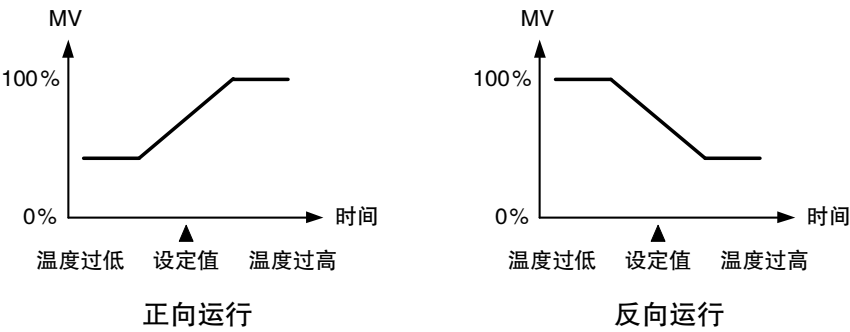 MV
100%
0%
时间
温度过低 设定值 温度过高
正向运行
MV
100%
0%
时间
温度过低 设定值 温度过高
反向运行